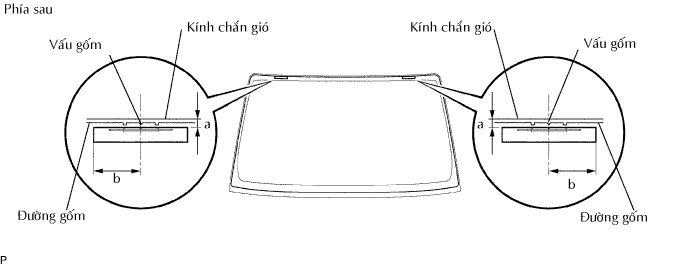 Phía sau
Kính chắn gió
Vấu gốm
a
b
Đường gốm
Kính chắn gió
Vấu gốm
a
b
Đường gốm
P